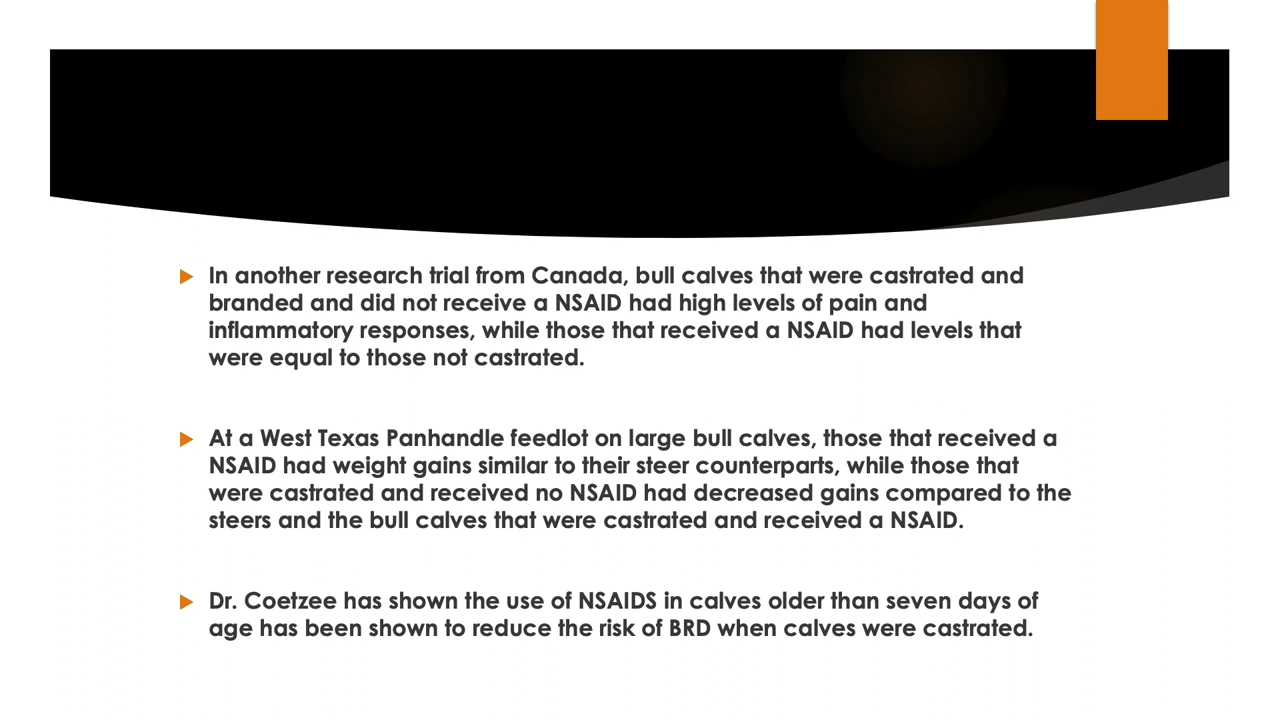 In another research trial from Canada, bull calves that were castrated and
branded and did not receive a NSAID had high levels of pain and
inflammatory responses, while those that received a NSAID had levels that
were equal to those not castrated.
At a West Texas Panhandle feedlot on large bull calves, those that received a
NSAID had weight gains similar to their steer counterparts, while those that
were castrated and received no NSAID had decreased gains compared to the
steers and the bull calves that were castrated and received a NSAID.
Dr. Coetzee has shown the use of NSAIDS in calves older than seven days of
age has been shown to reduce the risk of BRD when calves were castrated.